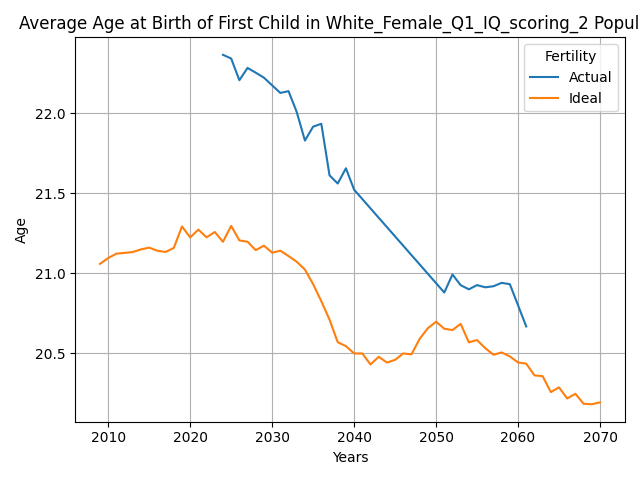 Average Age at Birth of First Child in White_Female_Q1_IQ_scoring_2 Popul
Fertility
Actual
Ideal
22.0
21.5
21.0
20.5
Age
2010 2020 2030 2040 2050 2060 2070
Years